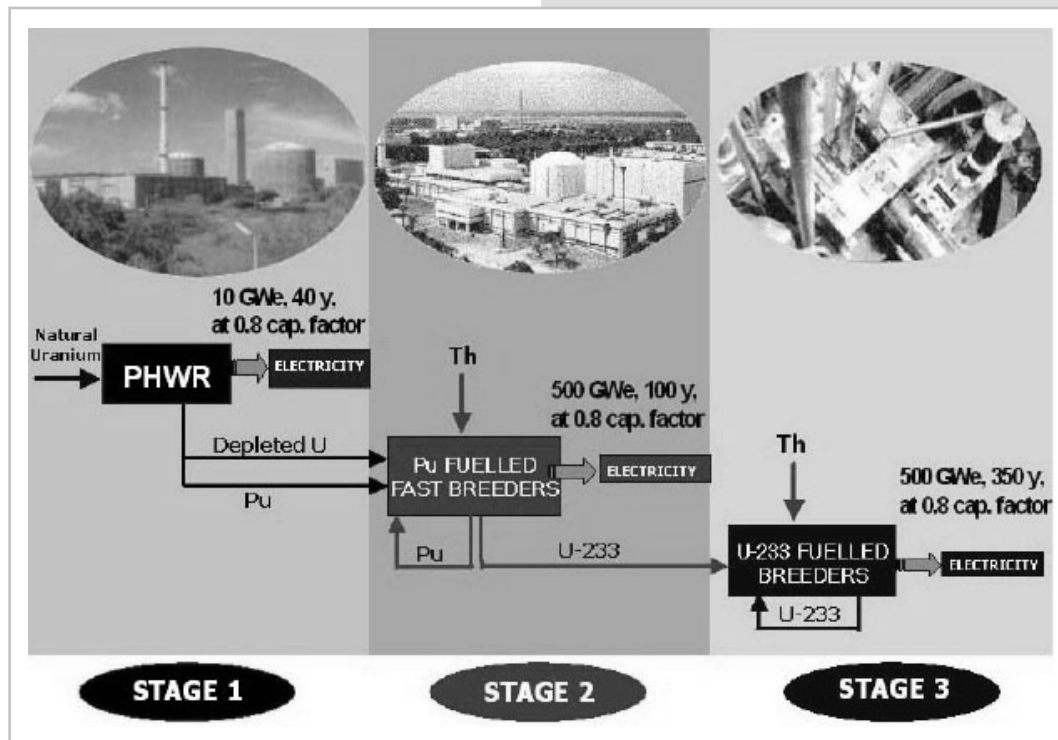 10 GWe, 40 y,
at 0.8 cap. factor
Natural
Uranium
PHWR
ELECTRICITY
Depleted U
Pu
Th
500 GWe, 100 y,
at 0.8 cap. factor
Pu FUELLED
FAST BREEDERS
ELECTRICITY
Pu
U-233
Th
500 GWe, 350 y,
at 0.8 cap. factor
U-233 FUELLED
BREEDERS
ELECTRICITY
U-233
STAGE 1
STAGE 2
STAGE 3